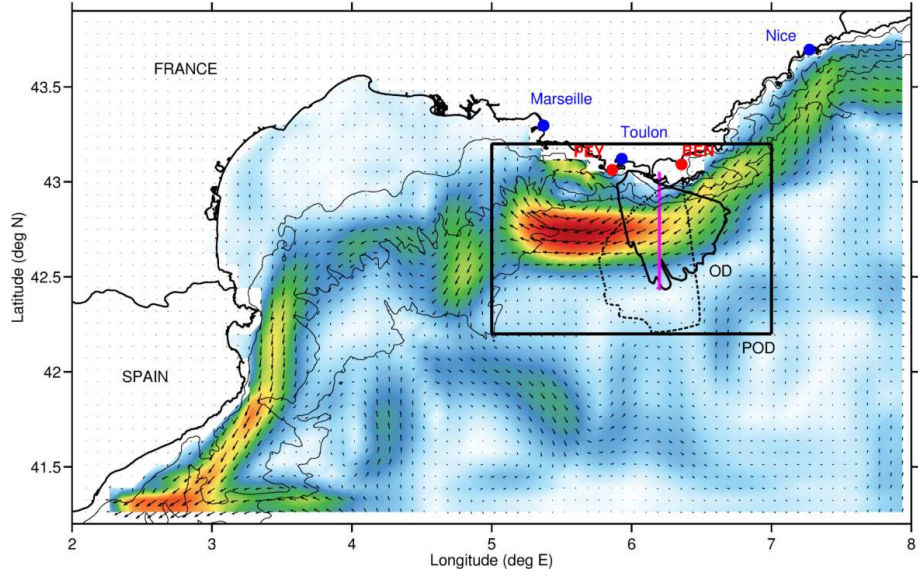 Nice
43.5
FRANCE
Marseille
Toulon
PEY
BEN
43
Latitude (deg N)
42.5
OD
POD
42
SPAIN
41.5
2
3
4
5
6
7
8
Longitude (deg E)